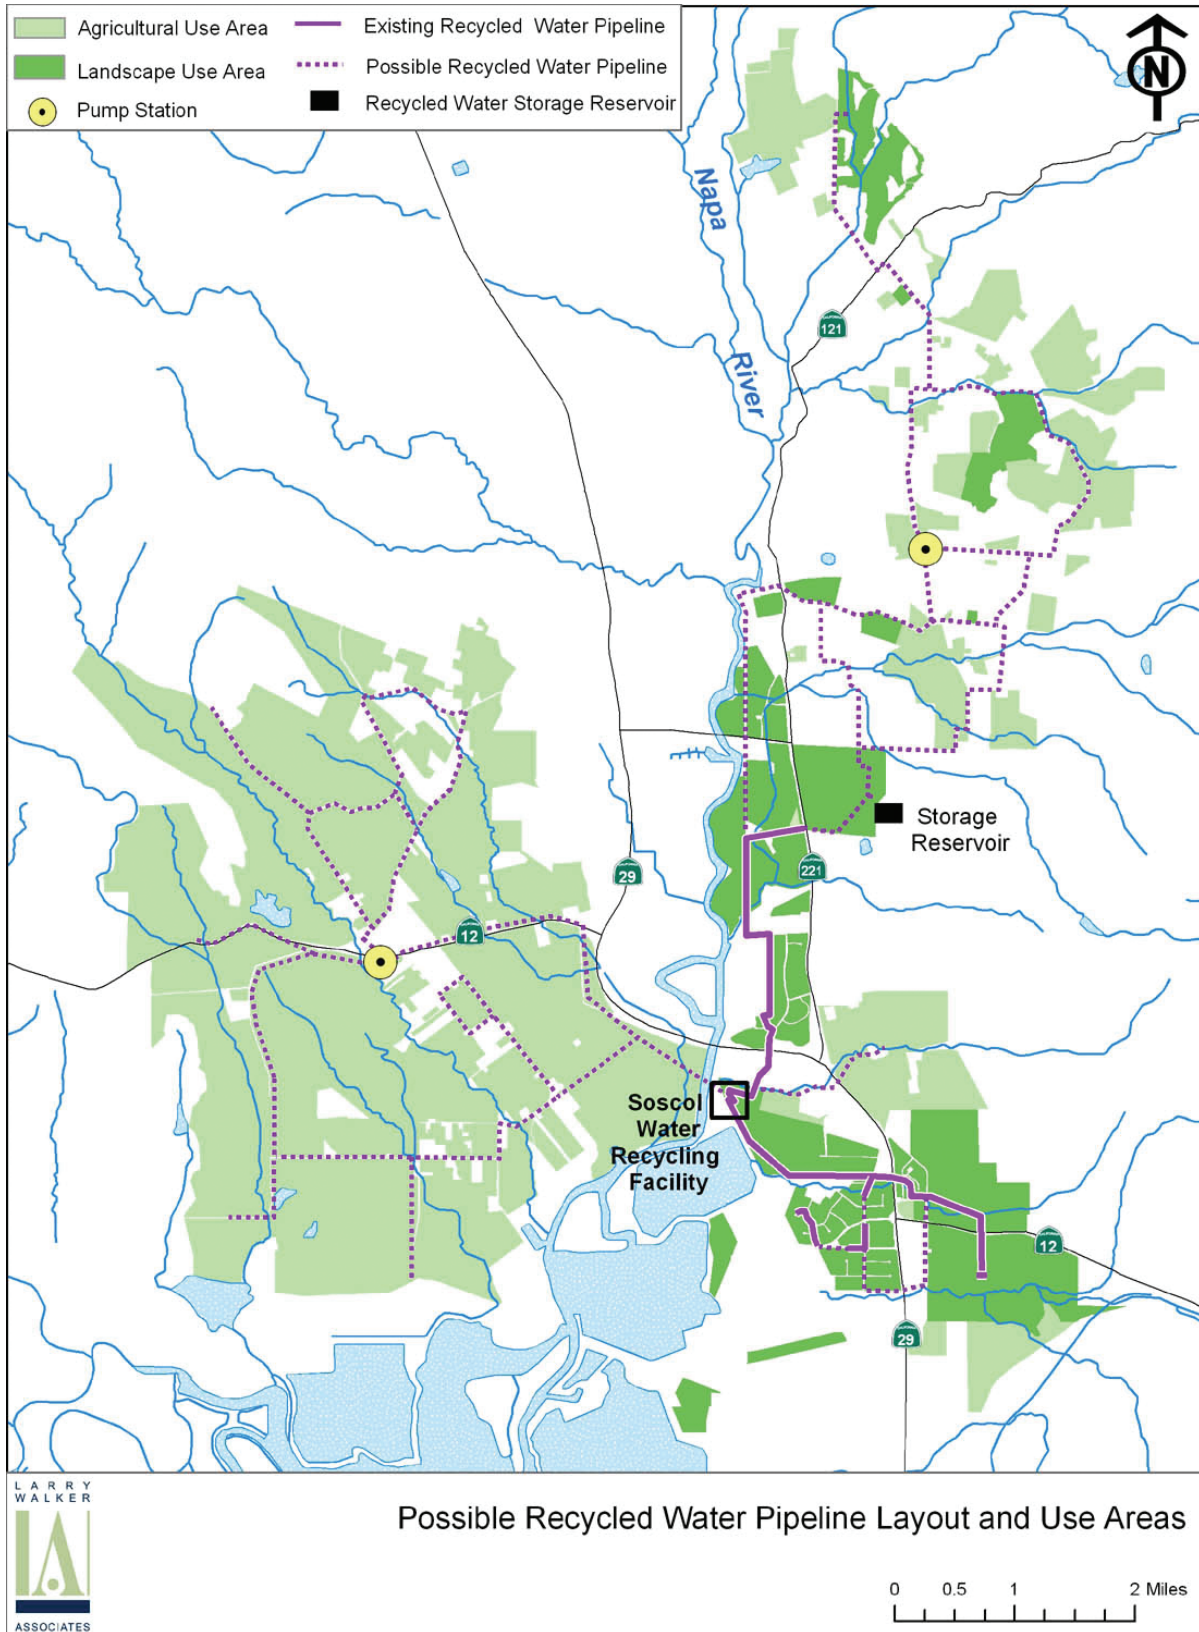 Agricultural Use Area
Existing Recycled Water Pipeline
Landscape Use Area
Possible Recycled Water Pipeline
Pump Station
Recycled Water Storage Reservoir
N
Napa
River
121
Storage
Reservoir
29
221
12
Soscol
Water
Recycling
Facility
12
29
LARRY
WALKER
LA
ASSOCIATES
Possible Recycled Water Pipeline Layout and Use Areas
0 0.5 1 2 Miles